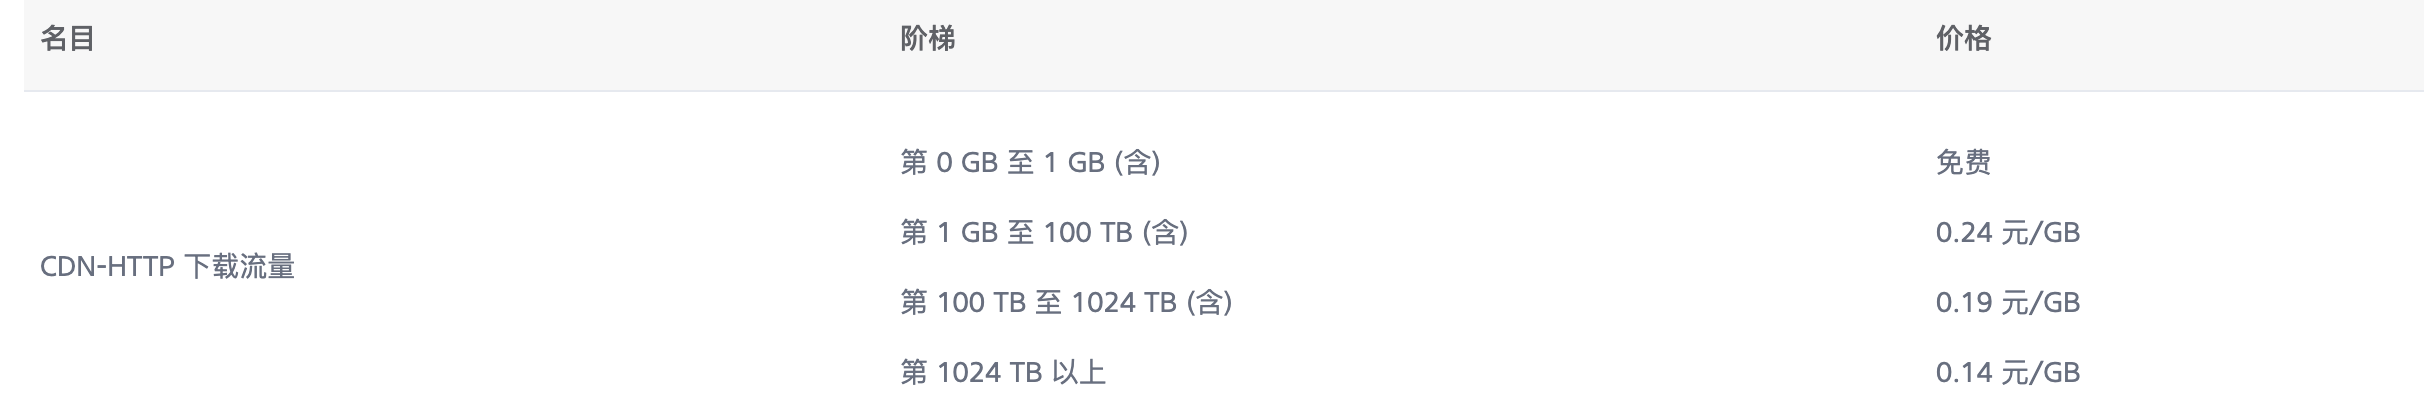 名目 阶梯 价格
第 0 GB 至 1 GB (含) 免费
第 1 GB 至 100 TB (含) 0.24 元/GB
CDN-HTTP 下载流量
第 100 TB 至 1024 TB (含) 0.19 元/GB
第 1024 TB 以上 0.14 元/GB